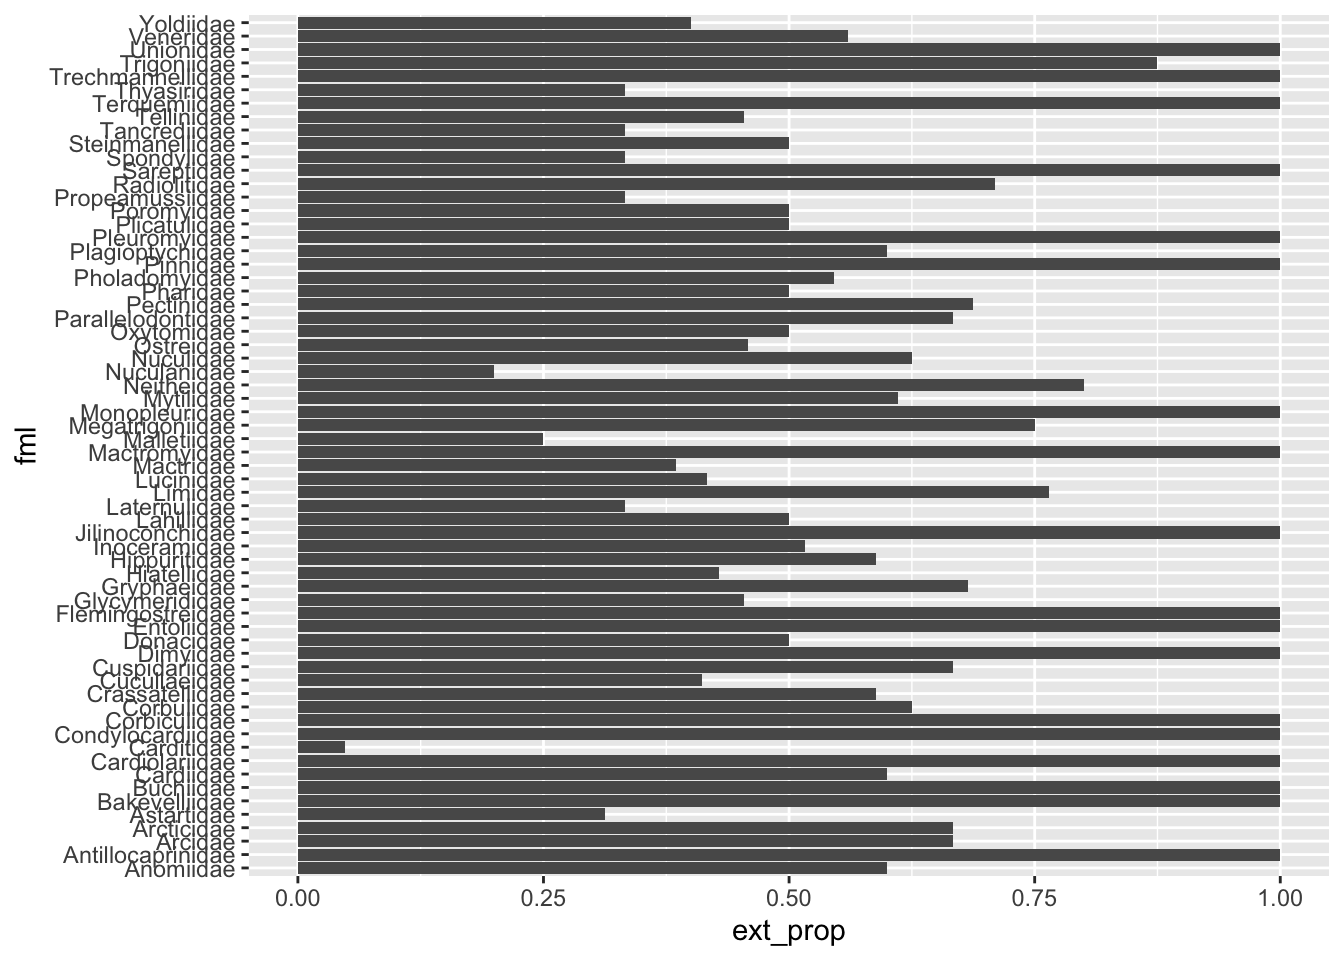 Yoldiidae
Veneridae
Unionidae
Trigoniidae
Trechmannellidae
Thyasiridae
Terquemiidae
Tellinidae
Tancrediidae
Steinmanellidae
Spondylidae
Sareptidae
Radiolitidae
Propeamussiidae
Poromyidae
Plicatulidae
Pleuromyidae
Plagioptychidae
Pinnidae
Pholadomyidae
Pharidae
Pectinidae
Parallelodontidae
Oxytomidae
Ostreidae
Nuculidae
Nuculanidae
Neitheidae
Mytilidae
Monopleuridae
Megatrigoniidae
Malletiidae
Mactromyidae
Mactridae
Lucinidae
Limidae
Laternulidae
Lahilliidae
Jilinoconchidae
Inoceramidae
Hippuritidae
Hiatellidae
Gryphaeidae
Glycymerididae
Flemingostreidae
Entoliidae
Donacidae
Dimyidae
Cuspidariidae
Cucullaeidae
Crassatellidae
Corbulidae
Corbiculidae
Condylocardiidae
Carditidae
Cardiolariidae
Cardiidae
Buchiidae
Bakevelliidae
Astartidae
Arcticidae
Arcidae
Antillocaprinidae
Anomiidae
fml
0.00 0.25 0.50 0.75 1.00
ext_prop